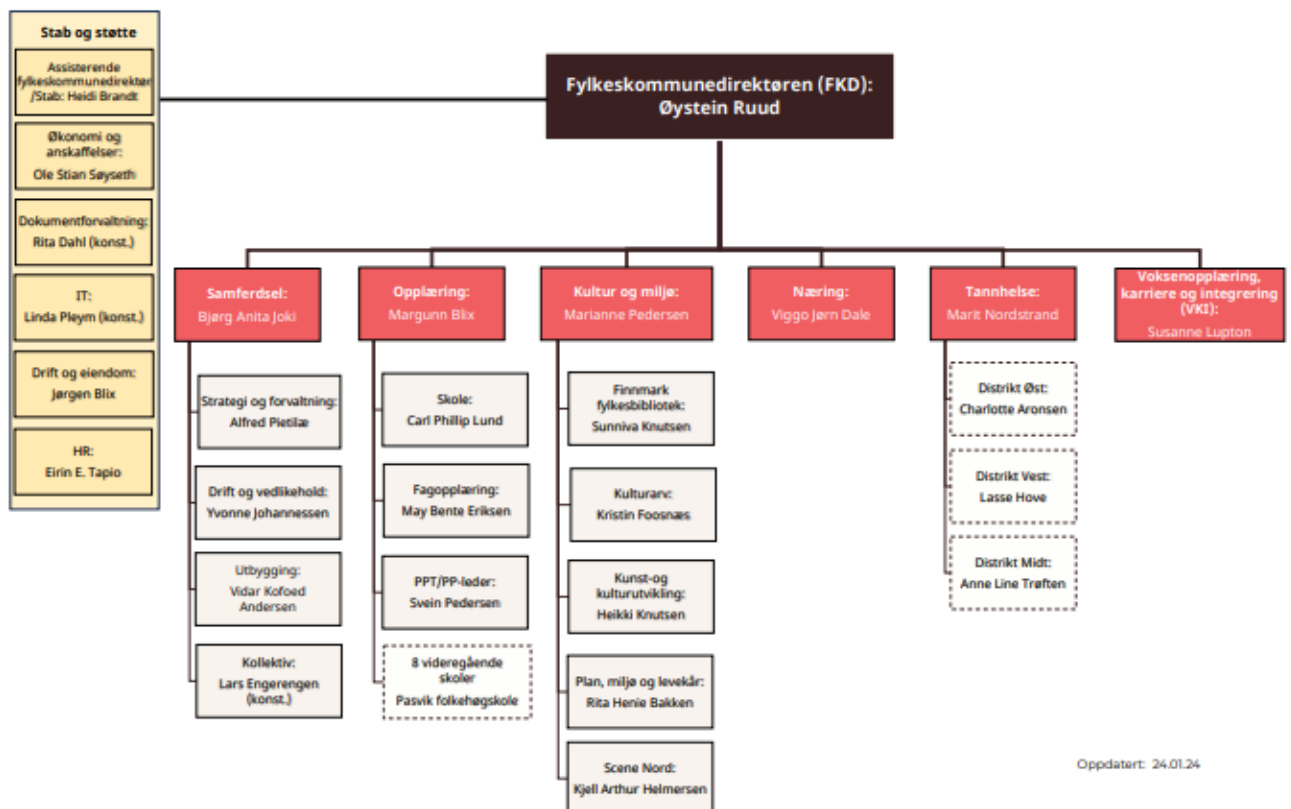 Stab og støtte
Assisterende
fylkeskommunedirektør
/Stab: Heidi Brandt
Økonomi og
anskaffelser:
Ole Stian Søyseth
Dokumentforvaltning:
Rita Dahl (konst.)
IT:
Linda Pleym (konst.)
Drift og eiendom:
Jørgen Blix
HR:
Eirin E. Tapio
Fylkeskommunedirektøren (FKD):
Øystein Ruud
Samferdsel:
Bjørg Anita Joki
Strategi og forvaltning:
Alfred Pietilæ
Drift og vedlikehold:
Yvonne Johannessen
Utbygging:
Vidar Kofoed
Andersen
Kollektiv:
Lars Engerengen
(konst.)
Opplæring:
Margunn Blix
Skole:
Carl Phillip Lund
Fagopplæring:
May Bente Eriksen
PPT/PP-leder:
Svein Pedersen
8 videregående
skoler
Pasvik folkehøgskole
Kultur og miljø:
Marianne Pedersen
Finnmark
fylkesbibliotek:
Sunniva Knutsen
Kulturarv:
Kristin Foosnæs
Kunst-og
kulturutvikling:
Heikki Knutsen
Plan, miljø og levekår:
Rita Henie Bakken
Scene Nord:
Kjell Arthur Helmersen
Næring:
Viggo Jørn Dale
Tannhelse:
Marit Nordstrand
Distrikt Øst:
Charlotte Aronsen
Distrikt Vest:
Lasse Hove
Distrikt Midt:
Anne Line Trøften
Voksenopplæring,
karriere og integrering
(VKI):
Susanne Lupton
Oppdatert: 24.01.24